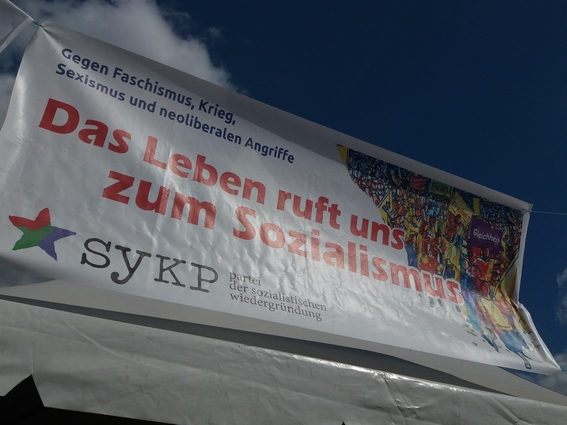 Gegen Faschismus, Krieg,
Sexismus und neoliberalen Angriffe
Das Leben ruft uns
zum Sozialismus
SYKP
partei
der sozialistischen
wiedergründung